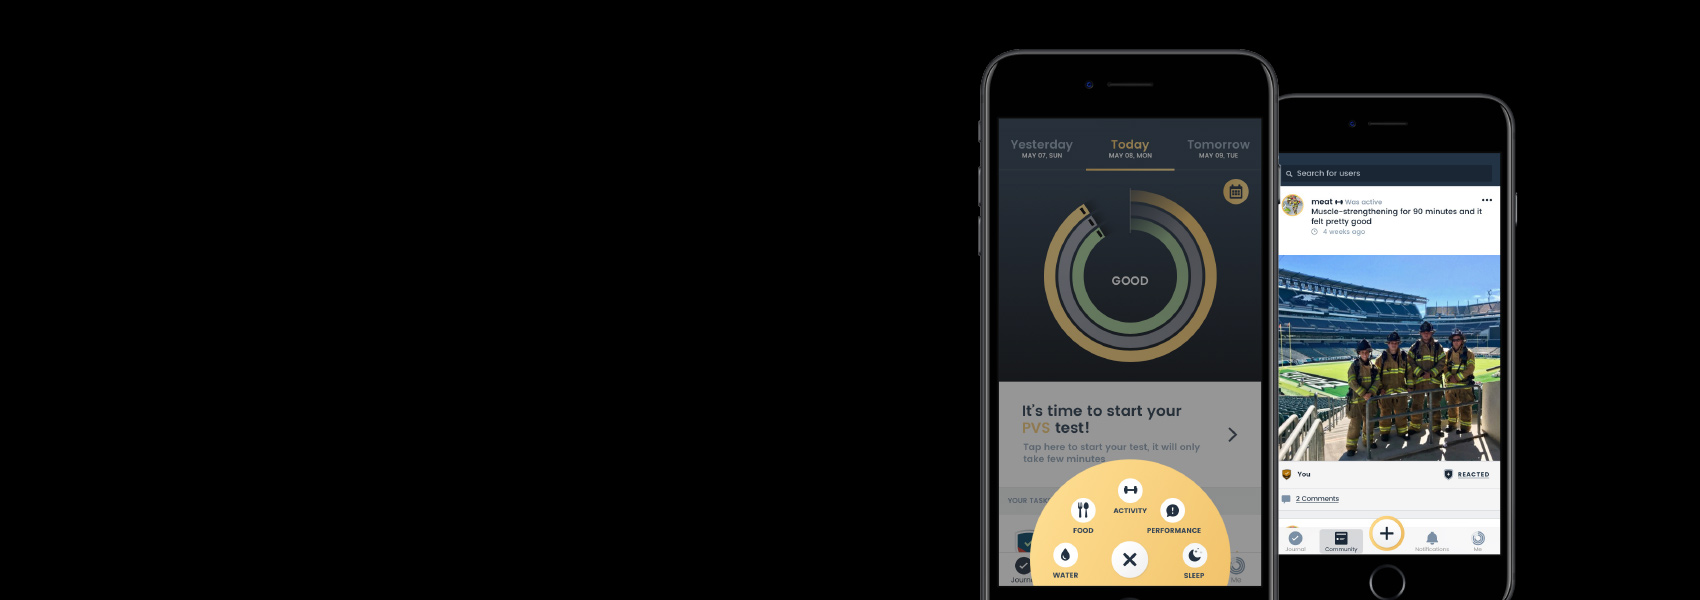 Yesterday
MAY 07, SUN
Today
MAY 08, MON
Tomorrow
MAY 09, TUE
GOOD
It's time to start your
PVS test!
Tap here to start your test, it will only
take few minutes
YOUR TASK
ACTIVITY
FOOD
PERFORMANCE
WATER
SLEEP
Journ
Me
Search for users
meat Was active
Muscle-strengthening for 90 minutes and it
felt pretty good
4 weeks ago
You
REACTED
2 Comments
Journal
Community
Notifications
Me